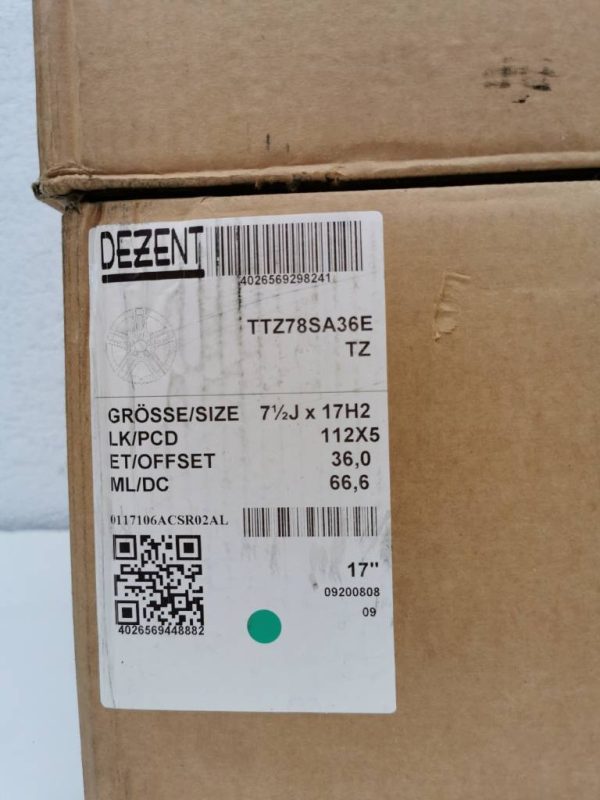 DEZENT
4026569298241
TTZ78SA36E
TZ
GRÖSSE/SIZE 7½J x 17H2
LK/PCD 112X5
ET/OFFSET 36,0
ML/DC 66,6
0117106ACSR02AL
17"
09200808
09
4026569448882